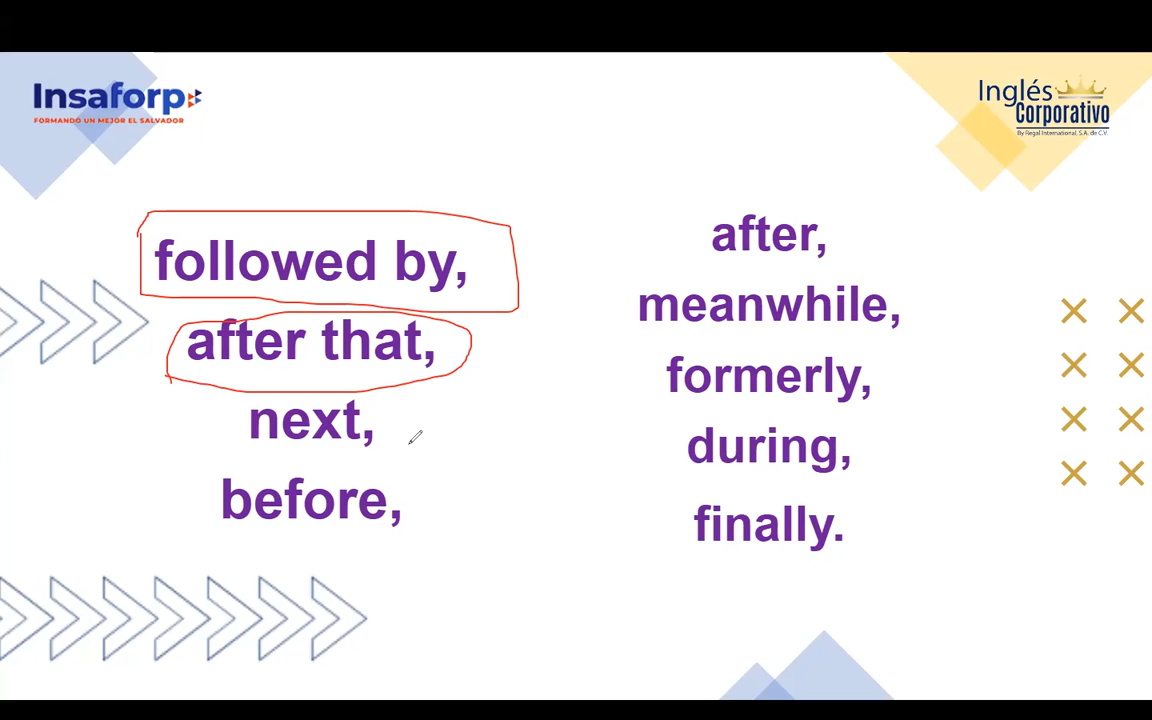 Insaforp
FORMANDO UN MEJOR EL SALVADOR
Inglés
Corporativo
By Regal International, S.A. de C.V.
followed by,
after that,
next,
before,
after,
meanwhile,
formerly,
during,
finally.